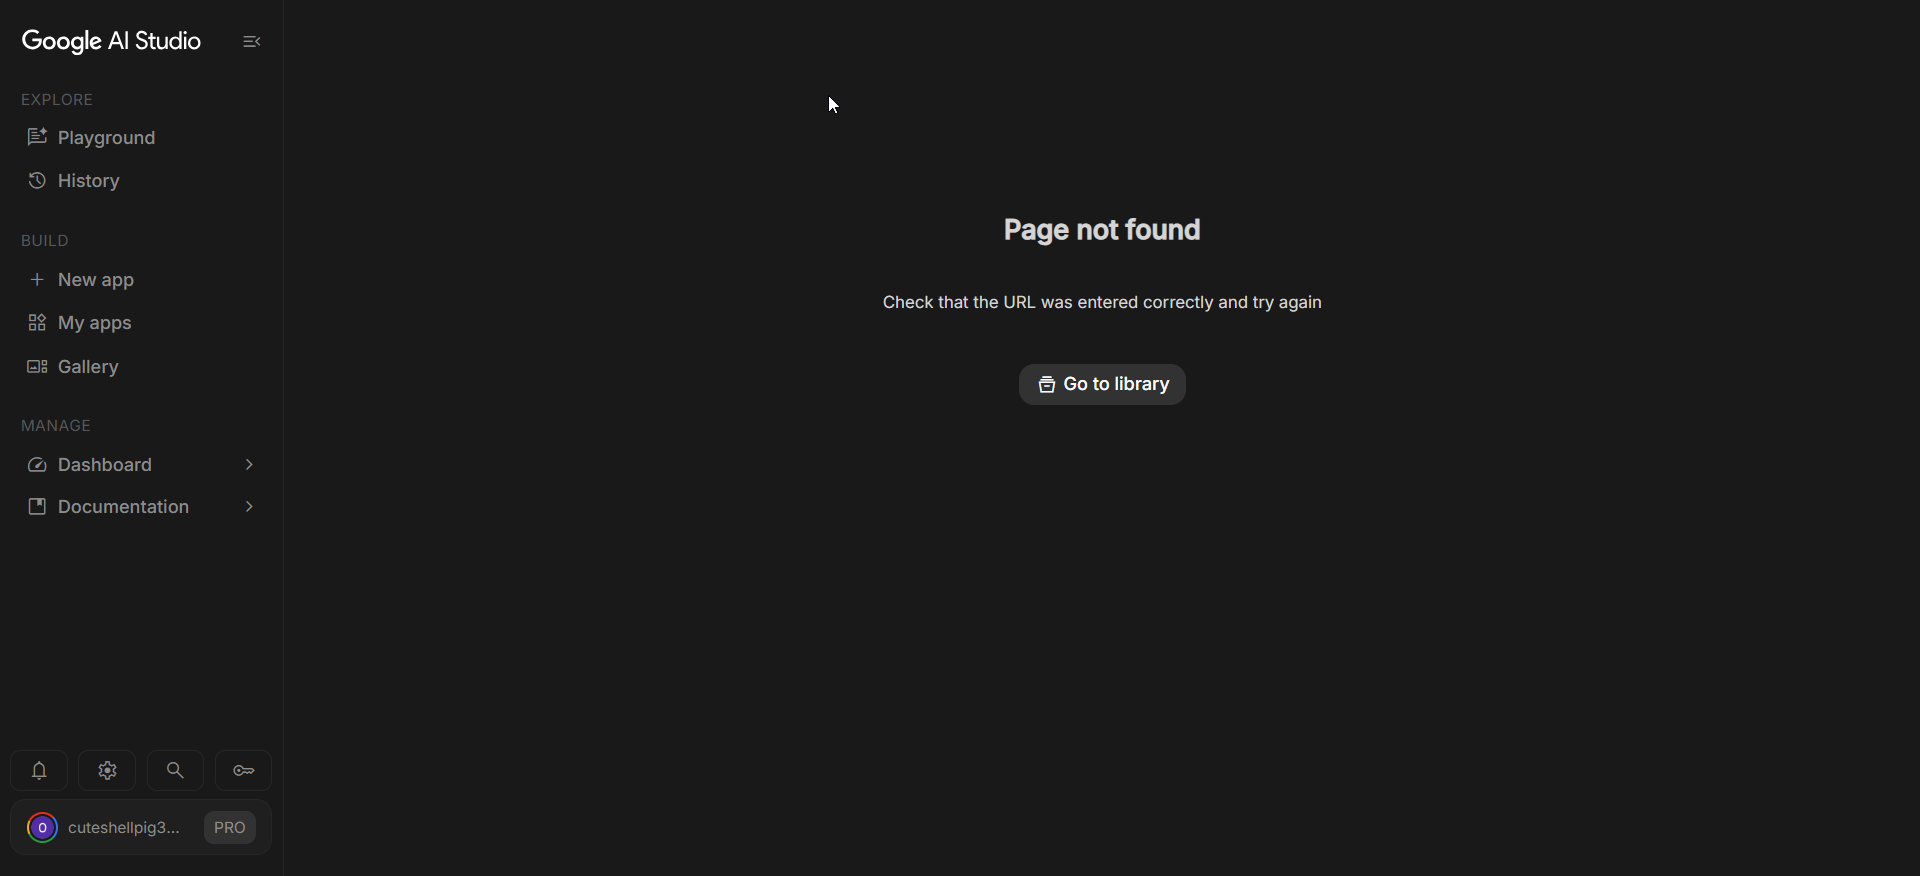 Google AI Studio
EXPLORE
Playground
History
BUILD
New app
My apps
Gallery
MANAGE
Dashboard
Documentation
O cuteshellpig3... PRO
Page not found
Check that the URL was entered correctly and try again
Go to library